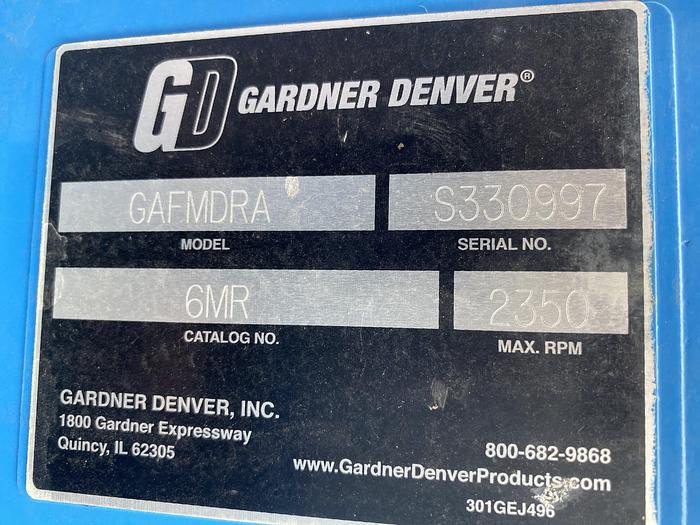 GD GARDNER DENVER®
GAFMDRA S330997
MODEL SERIAL NO.
6MR 2350
CATALOG NO. MAX. RPM
GARDNER DENVER, INC.
1800 Gardner Expressway
Quincy, IL 62305
800-682-9868
www.GardnerDenverProducts.com
301GEJ496